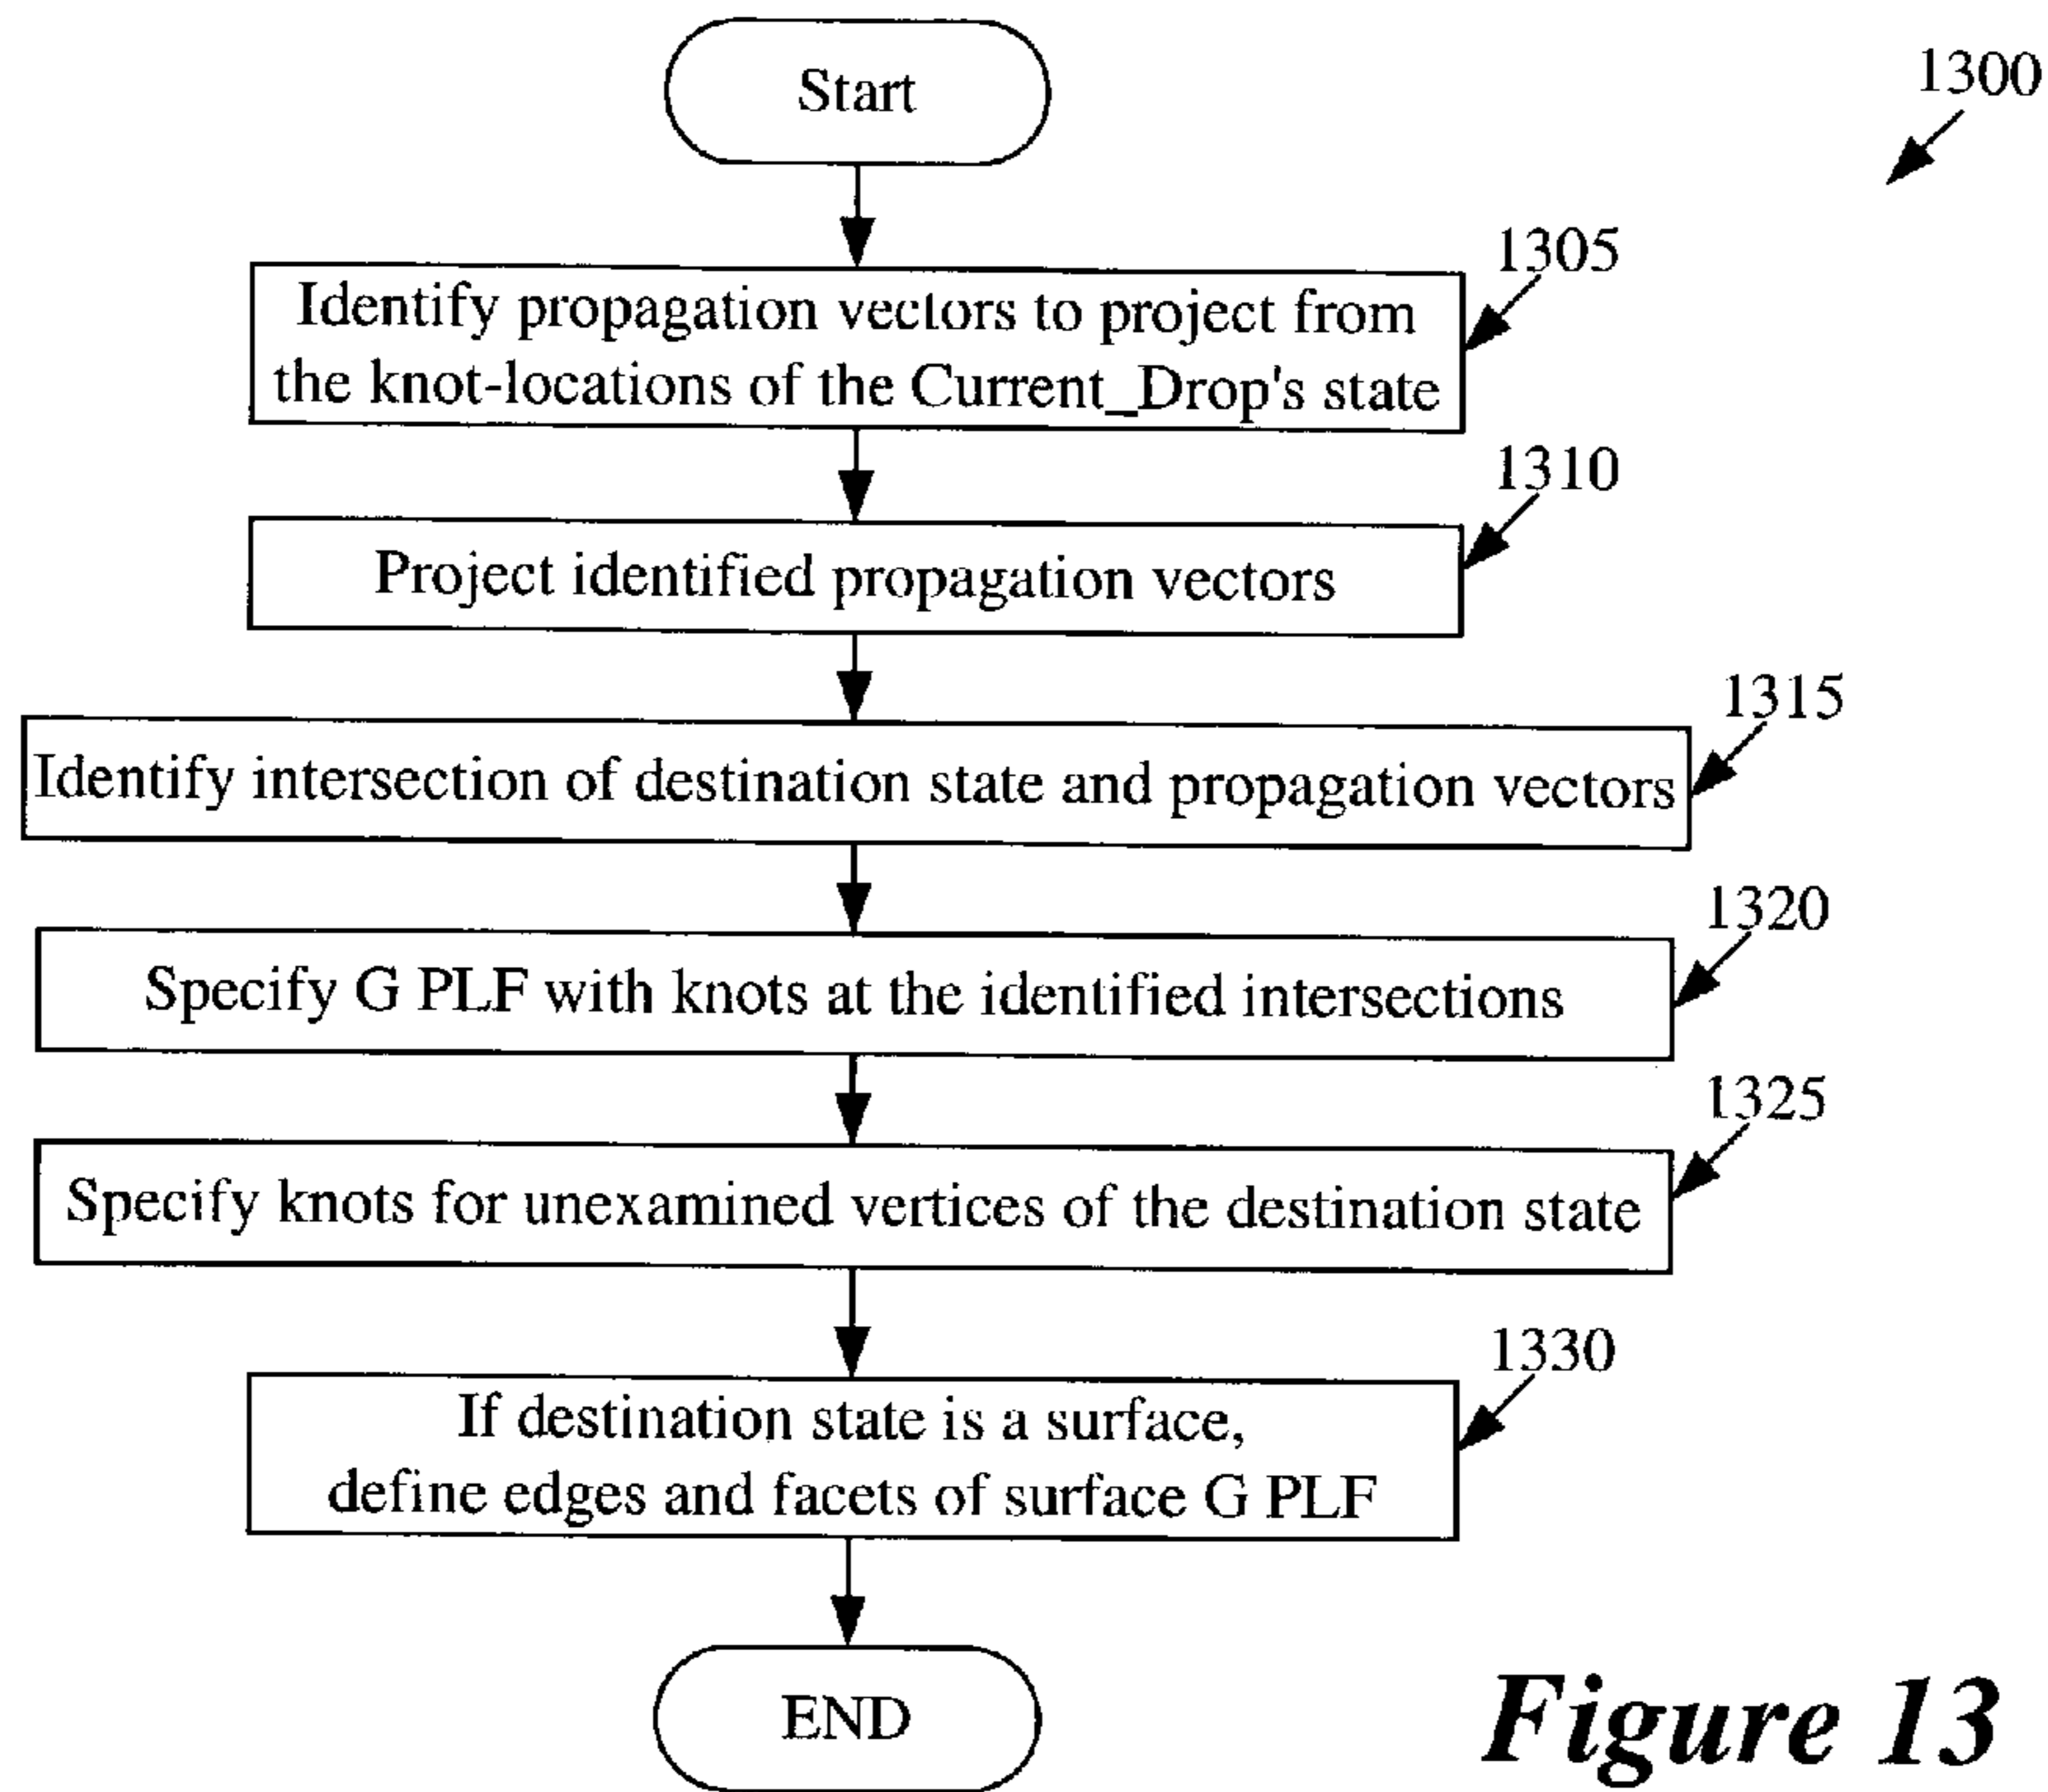 Start
1300
1305
Identify propagation vectors to project from
the knot-locations of the Current_Drop's state
1310
Project identified propagation vectors
1315
Identify intersection of destination state and propagation vectors
1320
Specify G PLF with knots at the identified intersections
1325
Specify knots for unexamined vertices of the destination state
1330
If destination state is a surface,
define edges and facets of surface G PLF
END
Figure 13